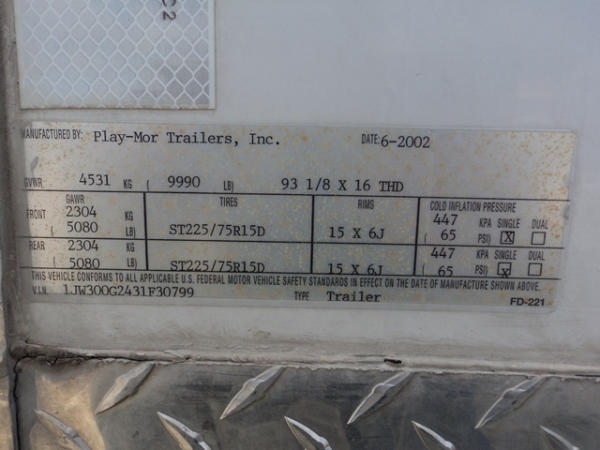 C2
MANUFACTURED BY: Play-Mor Trailers, Inc. DATE: 6-2002
GVWR 4531 KG ( 9990 LB) 93 1/8 X 16 THD
GAWR TIRES RIMS COLD INFLATION PRESSURE
FRONT 2304 KG 447 KPA SINGLE DUAL
( 5080 LB) ST225/75R15D 15 X 6J ( 65 PSI) X
REAR 2304 KG 447 KPA SINGLE DUAL
( 5080 LB) ST225/75R15D 15 X 6J ( 65 PSI) X
THIS VEHICLE CONFORMS TO ALL APPLICABLE U.S. FEDERAL MOTOR VEHICLE SAFETY STANDARDS IN EFFECT ON THE DATE OF MANUFACTURE SHOWN ABOVE.
V.I.N. 1JW300G2431F30799 TYPE Trailer FD-221